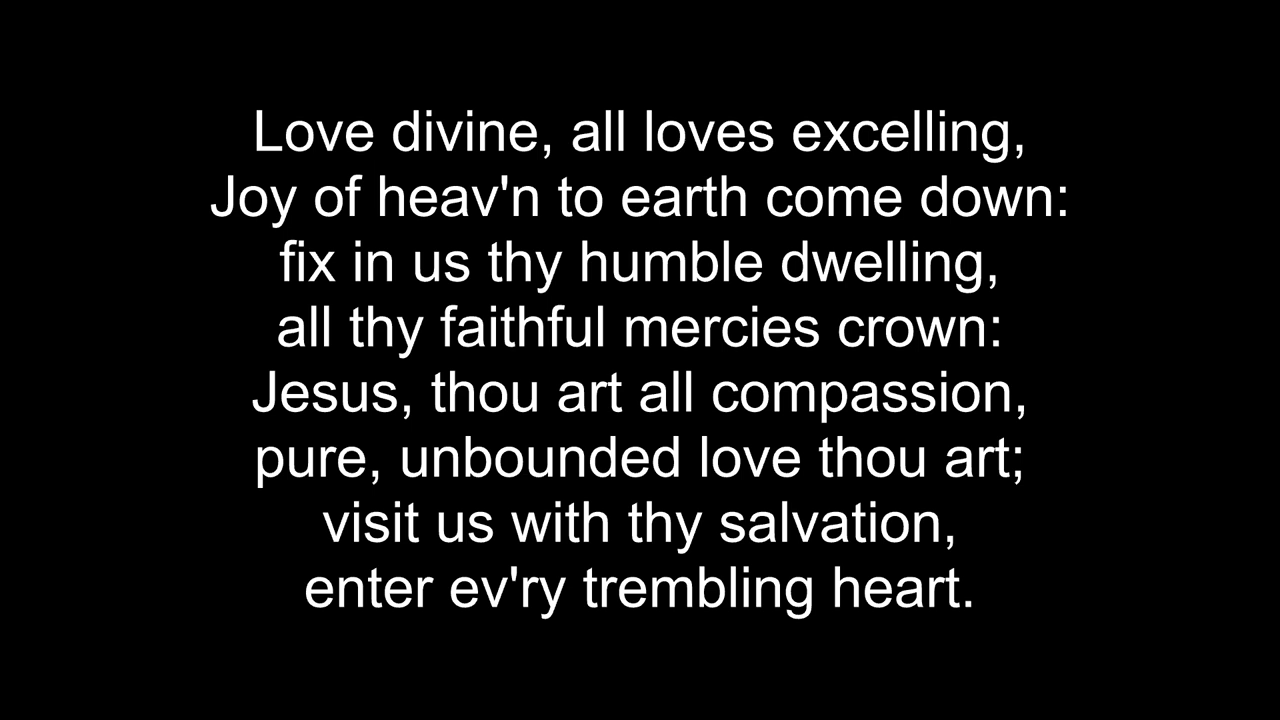 Love divine, all loves excelling,
Joy of heav'n to earth come down:
fix in us thy humble dwelling,
all thy faithful mercies crown:
Jesus, thou art all compassion,
pure, unbounded love thou art;
visit us with thy salvation,
enter ev'ry trembling heart.